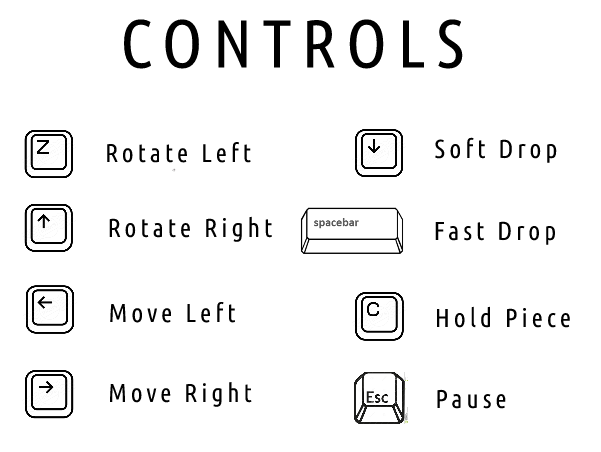 CONTROLS
Z Rotate Left
↑ Rotate Right
← Move Left
→ Move Right
↓ Soft Drop
spacebar Fast Drop
C Hold Piece
Esc Pause